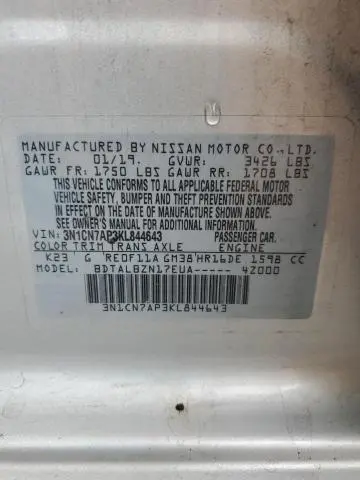 MANUFACTURED BY NISSAN MOTOR CO.,LTD.
DATE: 01/19. GVWR: 3426 LBS
GAWR FR: 1750 LBS GAWR RR: 1708 LBS
THIS VEHICLE CONFORMS TO ALL APPLICABLE FEDERAL MOTOR
VEHICLE SAFETY, BUMPER, AND THEFT PREVENTION STANDARDS
IN EFFECT ON THE DATE OF MANUFACTURE SHOWN ABOVE.
SEE OWNER'S MANUAL FOR ADDITIONAL INFORMATION.
VIN: 3N1CN7AP3KL844643 PASSENGER CAR.
COLOR TRIM TRANS AXLE ENGINE
K23 G RE0F11A GM38 HR16DE 1598 CC
MODEL: BDTALBZN17EUA----- 4Z000
3N1CN7AP3KL844643